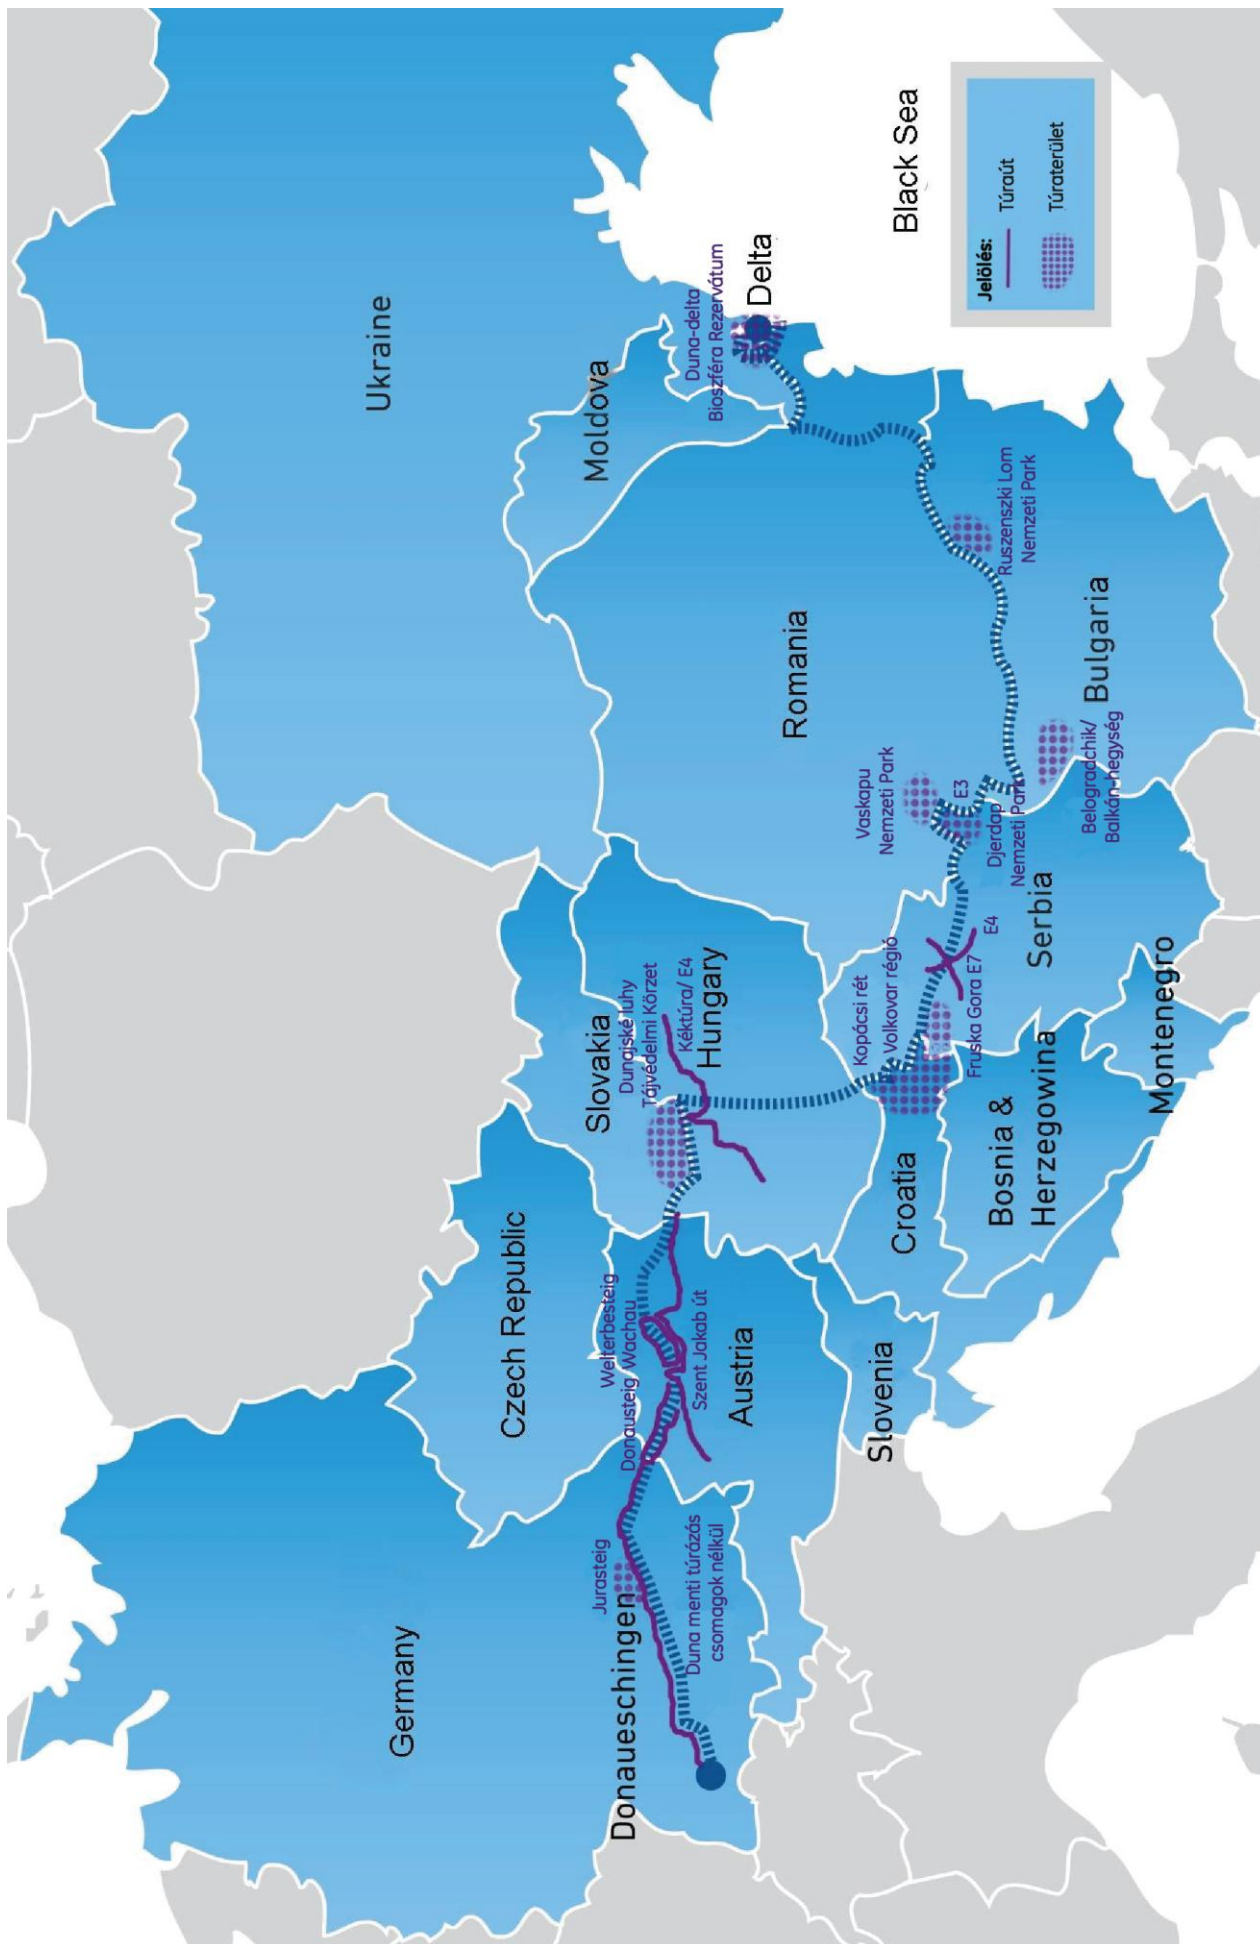 Germany
Czech Republic
Ukraine
Slovakia
Moldova
Donaueschingen
Jurasteig
Duna menti túrázás
csomagok nélkül
Welterbesteig
Donausteig Wachau
Szent Jakab út
Austria
Dunajské luhy
Tájvédelmi Körzet
Kéktúra/ E4
Hungary
Duna-delta
Bioszféra Rezervátum
Delta
Romania
Slovenia
Croatia
Kopácsi rét
Volkovar régió
Fruska Gora E7
E4
Vaskapu
Nemzeti Park
E3
Djerdap
Nemzeti Park
Black Sea
Bosnia &
Herzegowina
Serbia
Ruszenszki Lom
Nemzeti Park
Belogradchik/
Balkán-hegység
Bulgaria
Montenegro
Jelölés:
Túraút
Túraterület